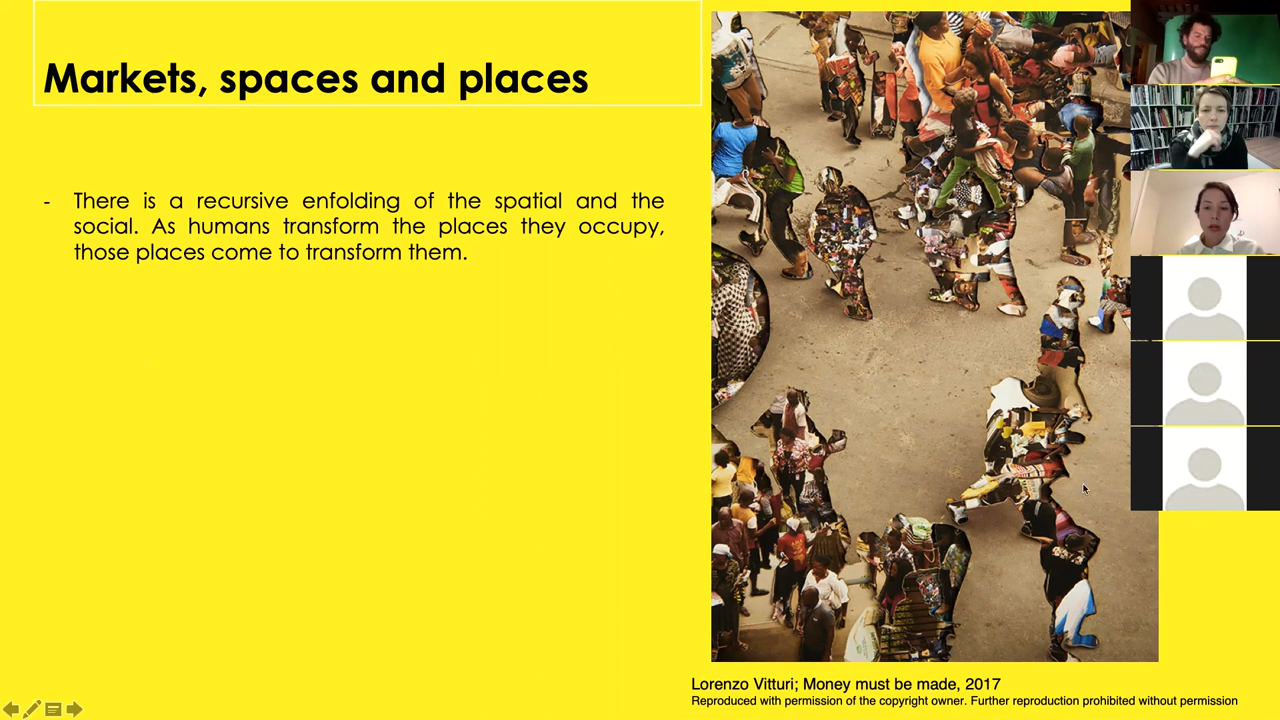 Markets, spaces and places
- There is a recursive enfolding of the spatial and the
social. As humans transform the places they occupy,
those places come to transform them.
Lorenzo Vitturi; Money must be made, 2017
Reproduced with permission of the copyright owner. Further reproduction prohibited without permission